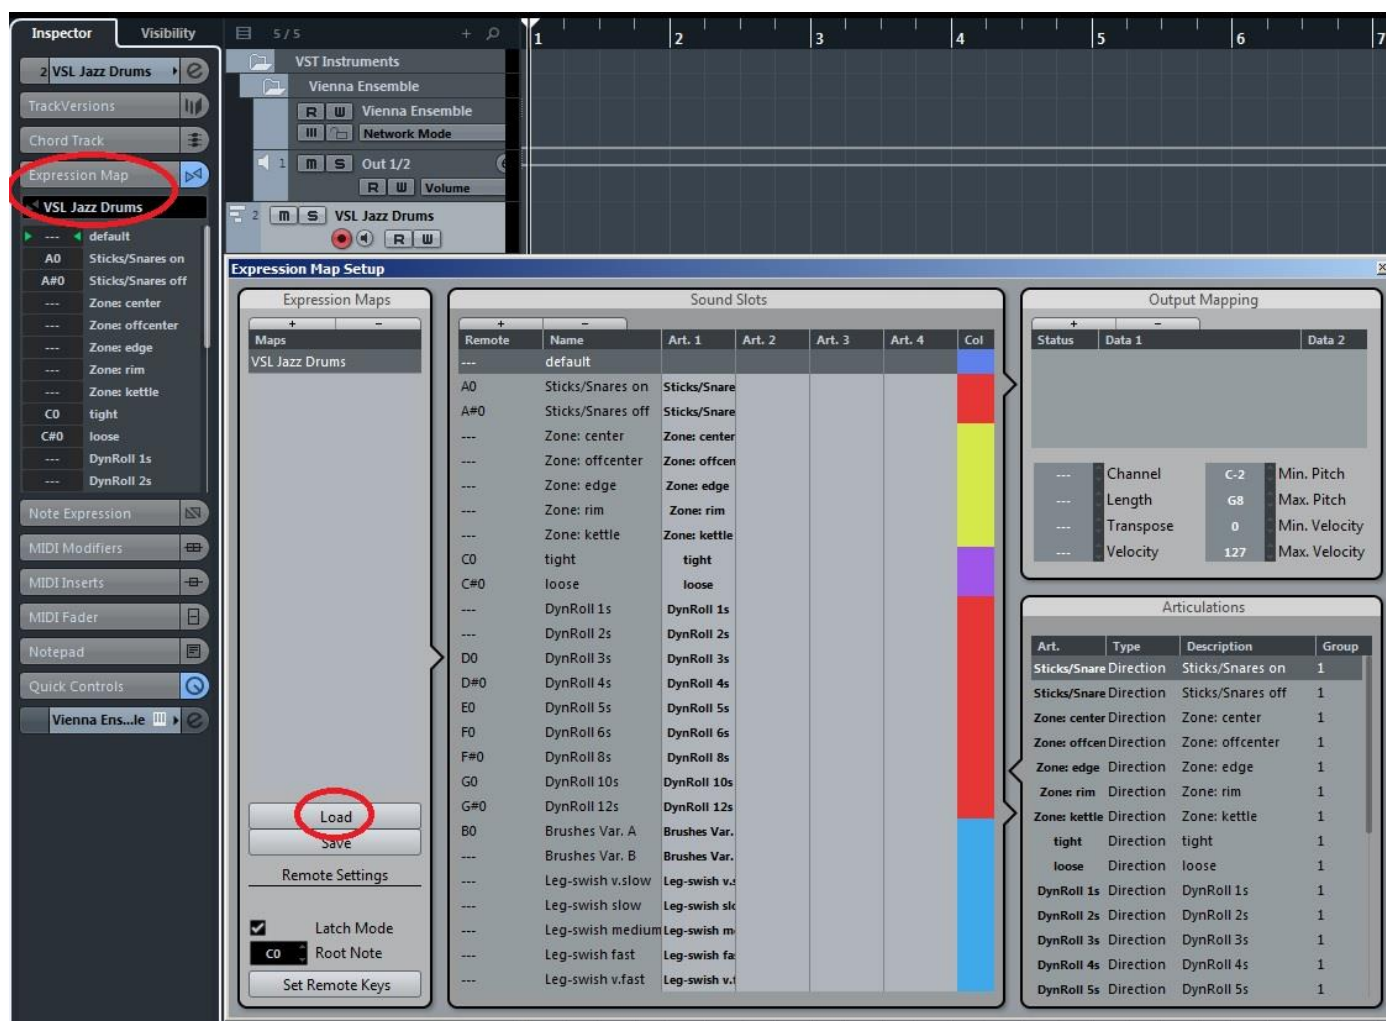 Inspector Visibility
2 VSL Jazz Drums
TrackVersions
Chord Track
Expression Map
VSL Jazz Drums
--- default
A0 Sticks/Snares on
A#0 Sticks/Snares off
--- Zone: center
--- Zone: offcenter
--- Zone: edge
--- Zone: rim
--- Zone: kettle
C0 tight
C#0 loose
--- DynRoll 1s
--- DynRoll 2s
Note Expression
MIDI Modifiers
MIDI Inserts
MIDI Fader
Notepad
Quick Controls
Vienna Ens...le
5 / 5 +
1 2 3 4 5 6 7
VST Instruments
Vienna Ensemble
R W Vienna Ensemble
Network Mode
1 m S Out 1/2
R W Volume
2 m S VSL Jazz Drums
R W
Expression Map Setup
Expression Maps
+ -
Maps
VSL Jazz Drums
Load
Save
Remote Settings
Latch Mode
C0 Root Note
Set Remote Keys
Sound Slots
+ -
Remote Name Art. 1 Art. 2 Art. 3 Art. 4 Col
--- default
A0 Sticks/Snares on Sticks/Snare
A#0 Sticks/Snares off Sticks/Snare
--- Zone: center Zone: center
--- Zone: offcenter Zone: offcen
--- Zone: edge Zone: edge
--- Zone: rim Zone: rim
--- Zone: kettle Zone: kettle
C0 tight tight
C#0 loose loose
--- DynRoll 1s DynRoll 1s
--- DynRoll 2s DynRoll 2s
D0 DynRoll 3s DynRoll 3s
D#0 DynRoll 4s DynRoll 4s
E0 DynRoll 5s DynRoll 5s
F0 DynRoll 6s DynRoll 6s
F#0 DynRoll 8s DynRoll 8s
G0 DynRoll 10s DynRoll 10s
G#0 DynRoll 12s DynRoll 12s
B0 Brushes Var. A Brushes Var.
--- Brushes Var. B Brushes Var.
--- Leg-swish v.slow Leg-swish v.s
--- Leg-swish slow Leg-swish slo
--- Leg-swish medium Leg-swish m
--- Leg-swish fast Leg-swish fa
--- Leg-swish v.fast Leg-swish v.f
Output Mapping
+ -
Status Data 1 Data 2
--- Channel C-2 Min. Pitch
--- Length G8 Max. Pitch
--- Transpose 0 Min. Velocity
--- Velocity 127 Max. Velocity
Articulations
Art. Type Description Group
Sticks/Snare Direction Sticks/Snares on 1
Sticks/Snare Direction Sticks/Snares off 1
Zone: center Direction Zone: center 1
Zone: offcen Direction Zone: offcenter 1
Zone: edge Direction Zone: edge 1
Zone: rim Direction Zone: rim 1
Zone: kettle Direction Zone: kettle 1
tight Direction tight 1
loose Direction loose 1
DynRoll 1s Direction DynRoll 1s 1
DynRoll 2s Direction DynRoll 2s 1
DynRoll 3s Direction DynRoll 3s 1
DynRoll 4s Direction DynRoll 4s 1
DynRoll 5s Direction DynRoll 5s 1